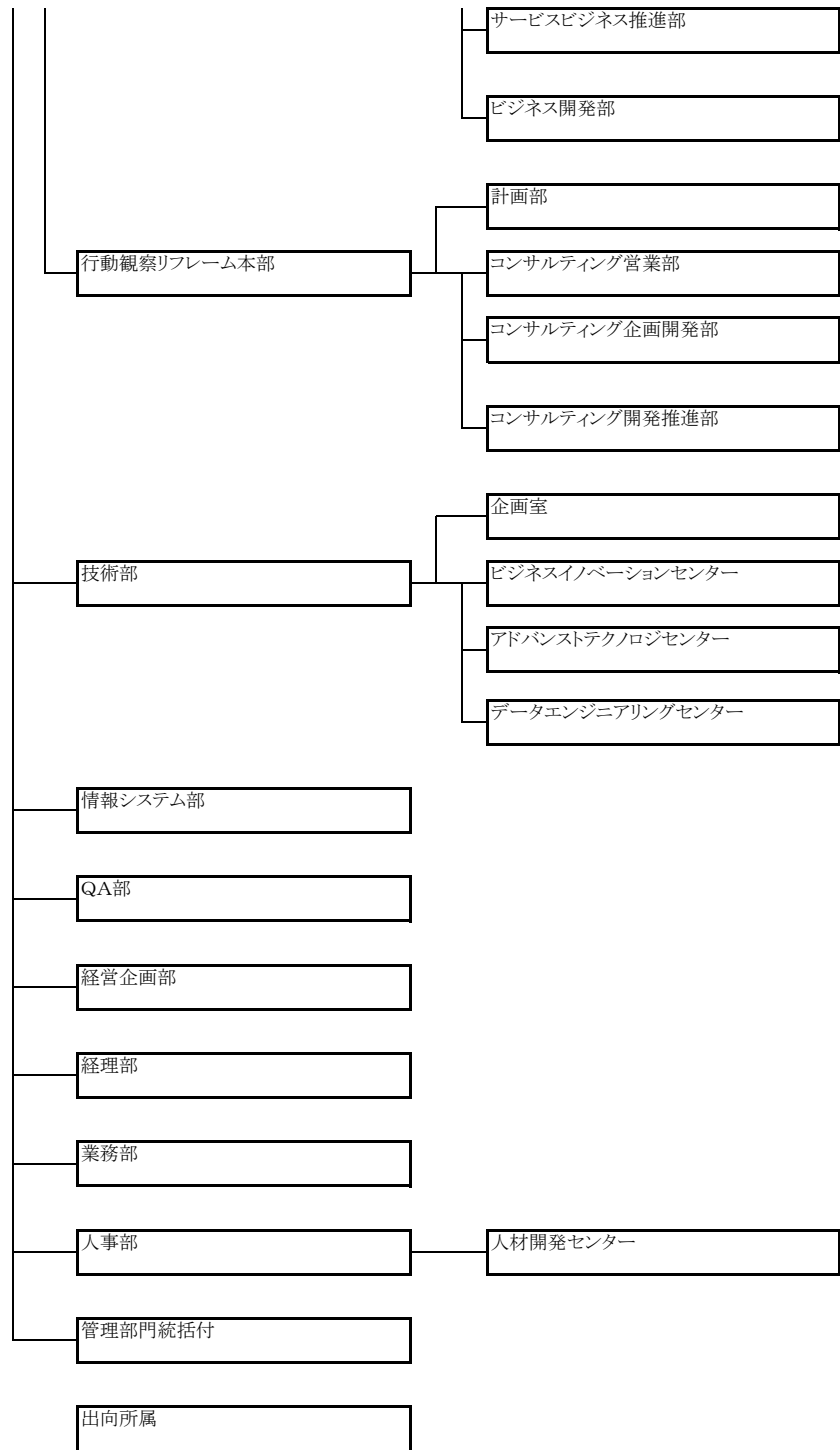 サービスビジネス推進部
ビジネス開発部
計画部
行動観察リフレーム本部
コンサルティング営業部
コンサルティング企画開発部
コンサルティング開発推進部
企画室
技術部
ビジネスイノベーションセンター
アドバンストテクノロジセンター
データエンジニアリングセンター
情報システム部
QA部
経営企画部
経理部
業務部
人事部
人材開発センター
管理部門統括付
出向所属